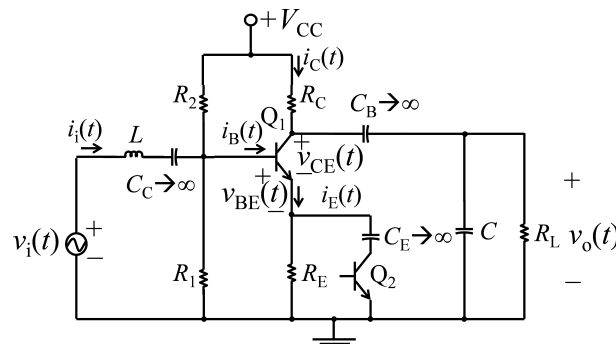 +V_CC
i_C(t)
R_2
R_C
C_B→∞
Q_1
i_i(t)
L
i_B(t)
+
v_CE(t)
−
C_C→∞
+
v_BE(t)
−
i_E(t)
+
v_i(t)
−
C_E→∞
C
R_L
+
v_o(t)
−
R_1
R_E
Q_2